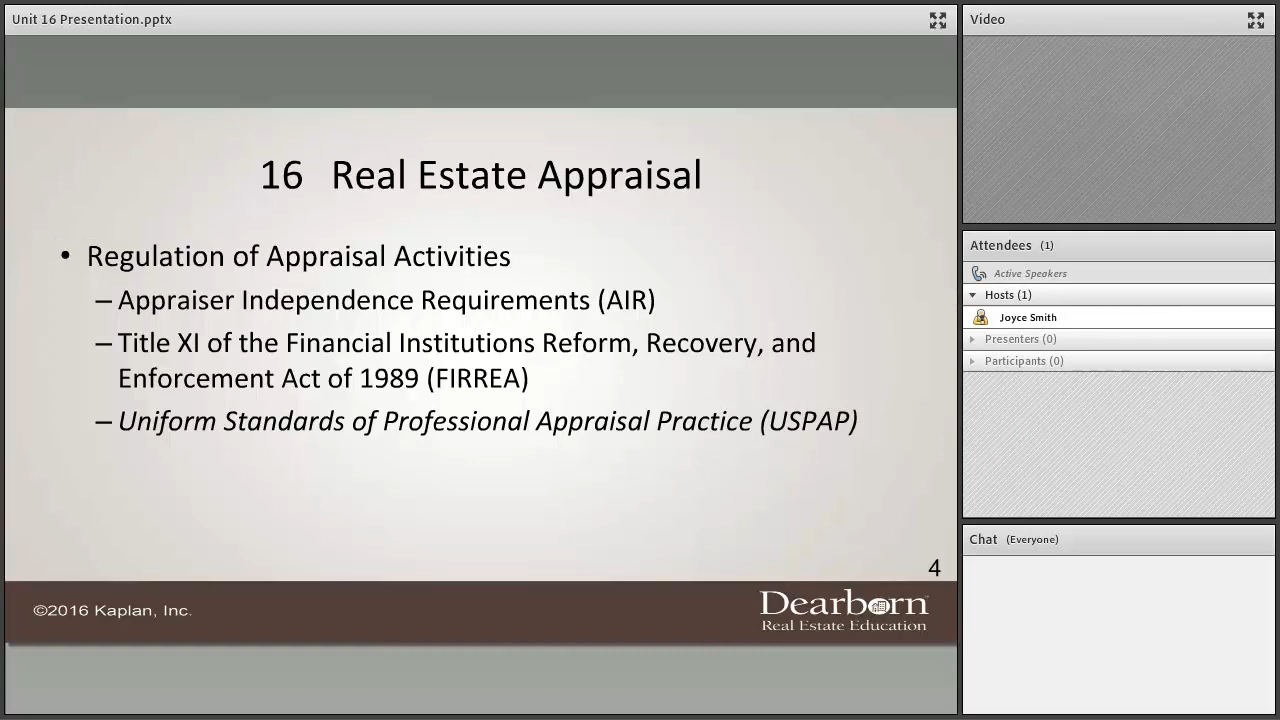 Unit 16 Presentation.pptx
16 Real Estate Appraisal
• Regulation of Appraisal Activities
– Appraiser Independence Requirements (AIR)
– Title XI of the Financial Institutions Reform, Recovery, and
Enforcement Act of 1989 (FIRREA)
– Uniform Standards of Professional Appraisal Practice (USPAP)
4
©2016 Kaplan, Inc.
Dearborn™
Real Estate Education
Video
Attendees (1)
Active Speakers
Hosts (1)
Joyce Smith
Presenters (0)
Participants (0)
Chat (Everyone)